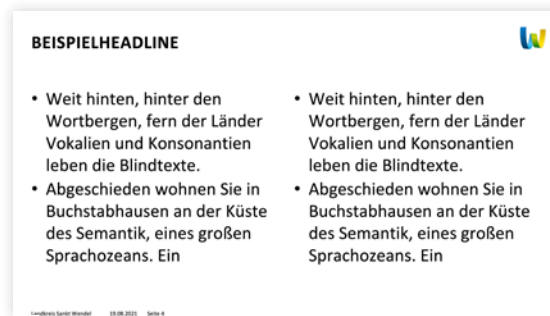 BEISPIELHEADLINE
• Weit hinten, hinter den
Wortbergen, fern der Länder
Vokalien und Konsonantien
leben die Blindtexte.
• Abgeschieden wohnen Sie in
Buchstabhausen an der Küste
des Semantik, eines großen
Sprachozeans. Ein
• Weit hinten, hinter den
Wortbergen, fern der Länder
Vokalien und Konsonantien
leben die Blindtexte.
• Abgeschieden wohnen Sie in
Buchstabhausen an der Küste
des Semantik, eines großen
Sprachozeans. Ein
Landkreis Sankt Wendel 19.08.2021 Seite 4